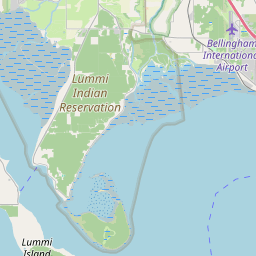 Bellingham
International
Airport
Lummi
Indian
Reservation
Lummi
Island